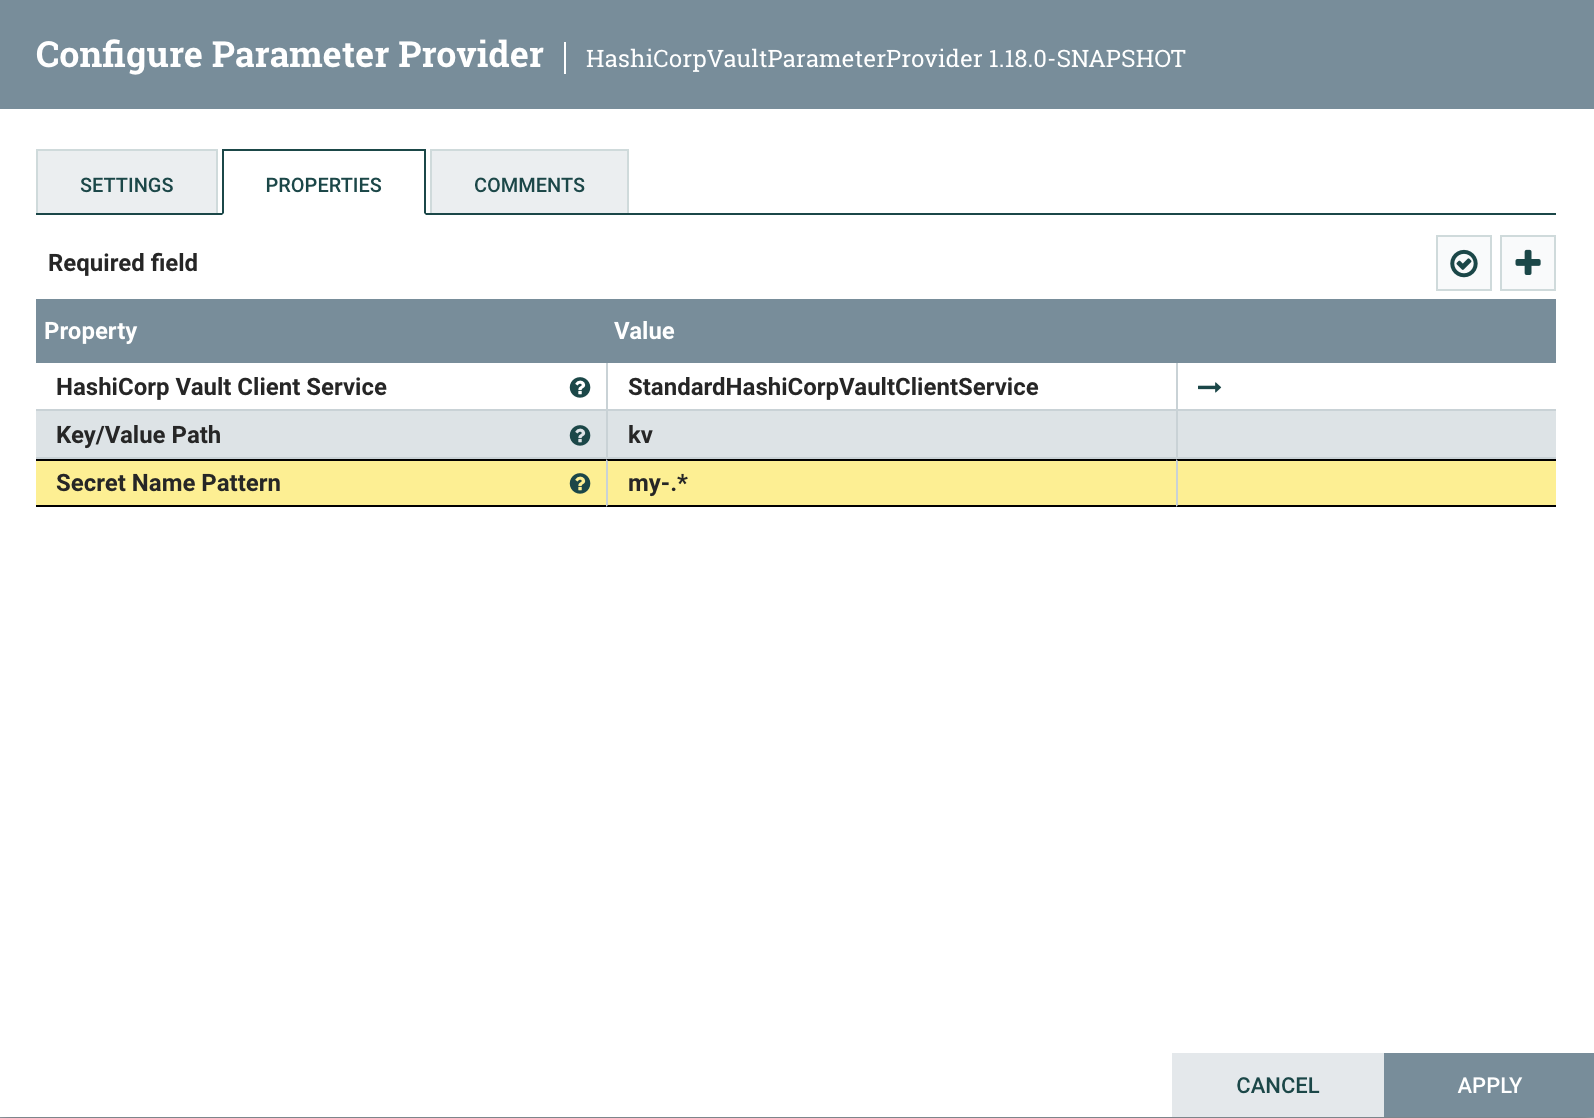 Configure Parameter Provider | HashiCorpVaultParameterProvider 1.18.0-SNAPSHOT
SETTINGS PROPERTIES COMMENTS
Required field
Property Value
HashiCorp Vault Client Service StandardHashiCorpVaultClientService
Key/Value Path kv
Secret Name Pattern my-.*
CANCEL APPLY